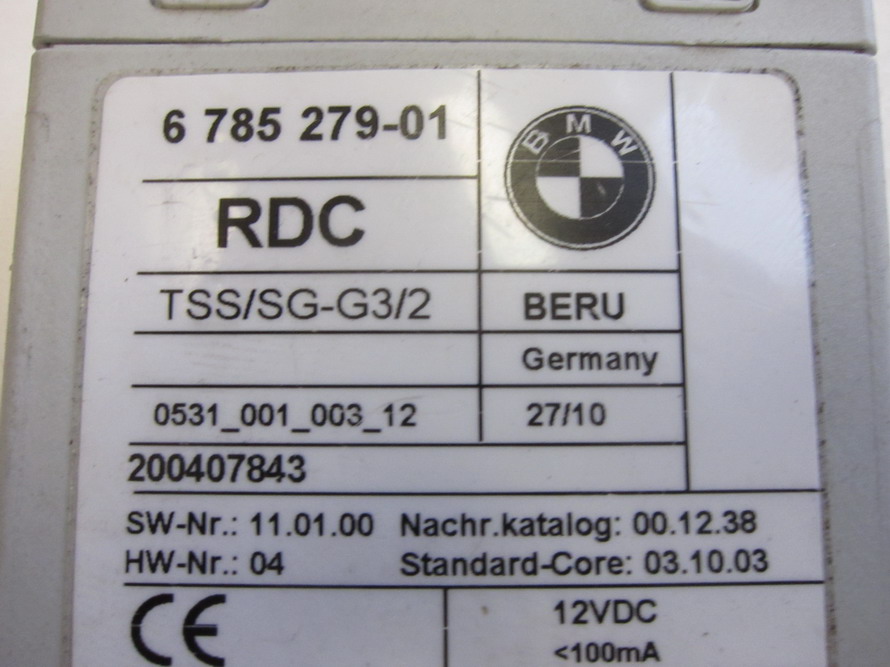 6 785 279-01
BMW
RDC
TSS/SG-G3/2
BERU
Germany
0531_001_003_12
27/10
200407843
SW-Nr.: 11.01.00 Nachr.katalog: 00.12.38
HW-Nr.: 04 Standard-Core: 03.10.03
CE
12VDC
<100mA